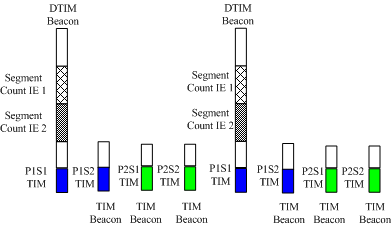 DTIM
Beacon
DTIM
Beacon
Segment
Count IE 1
Segment
Count IE 2
Segment
Count IE 1
Segment
Count IE 2
P1S1
TIM
P1S2
TIM
P2S1
TIM
P2S2
TIM
P1S1
TIM
P1S2
TIM
P2S1
TIM
P2S2
TIM
TIM
Beacon
TIM
Beacon
TIM
Beacon
TIM
Beacon
TIM
Beacon
TIM
Beacon